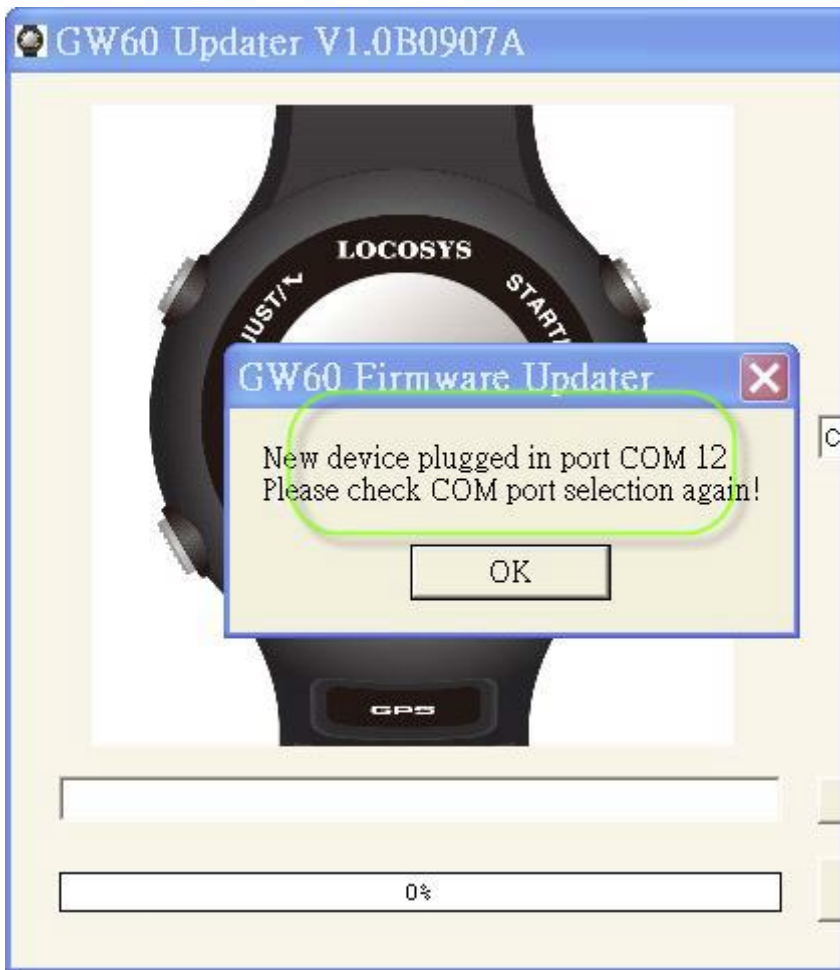 GW60 Updater V1.0B0907A
LOCOSYS
START/
GW60 Firmware Updater
New device plugged in port COM 12
Please check COM port selection again!
OK
GPS
0%